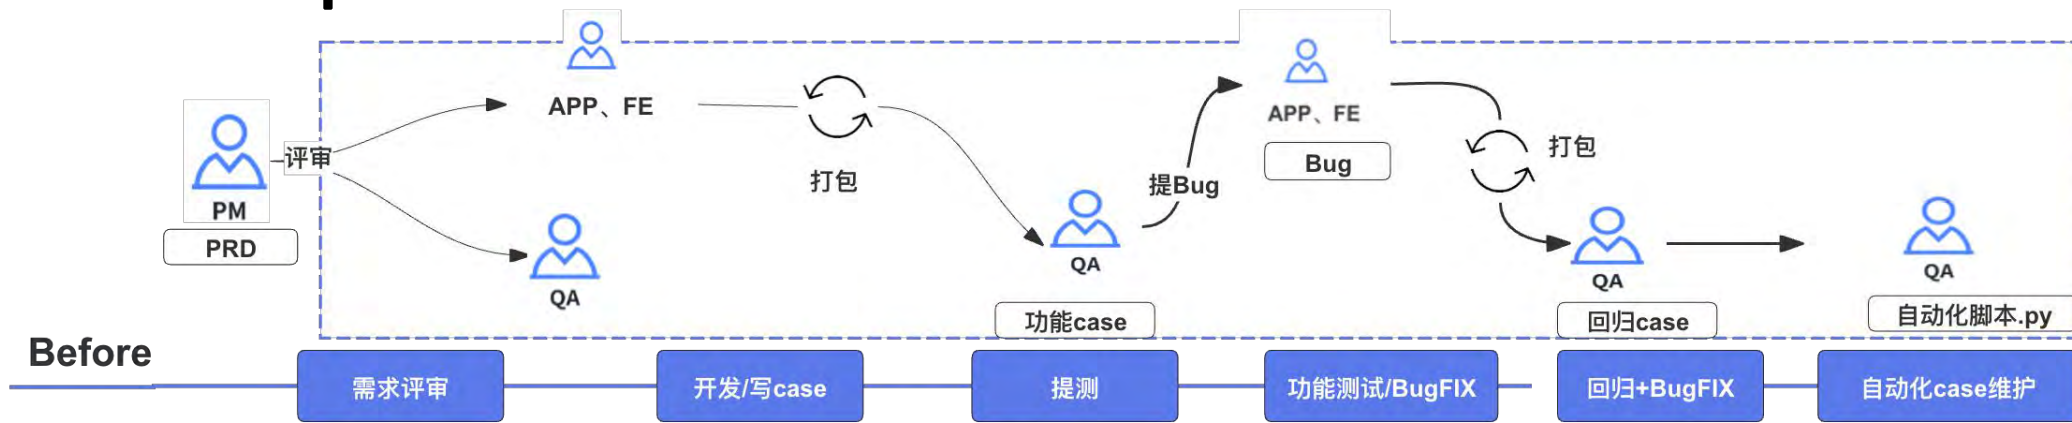 APP、FE
APP、FE
Bug
打包
打包
评审
PM
PRD
提Bug
QA
QA
功能case
QA
回归case
QA
自动化脚本.py
Before
需求评审
开发/写case
提测
功能测试/BugFIX
回归+BugFIX
自动化case维护